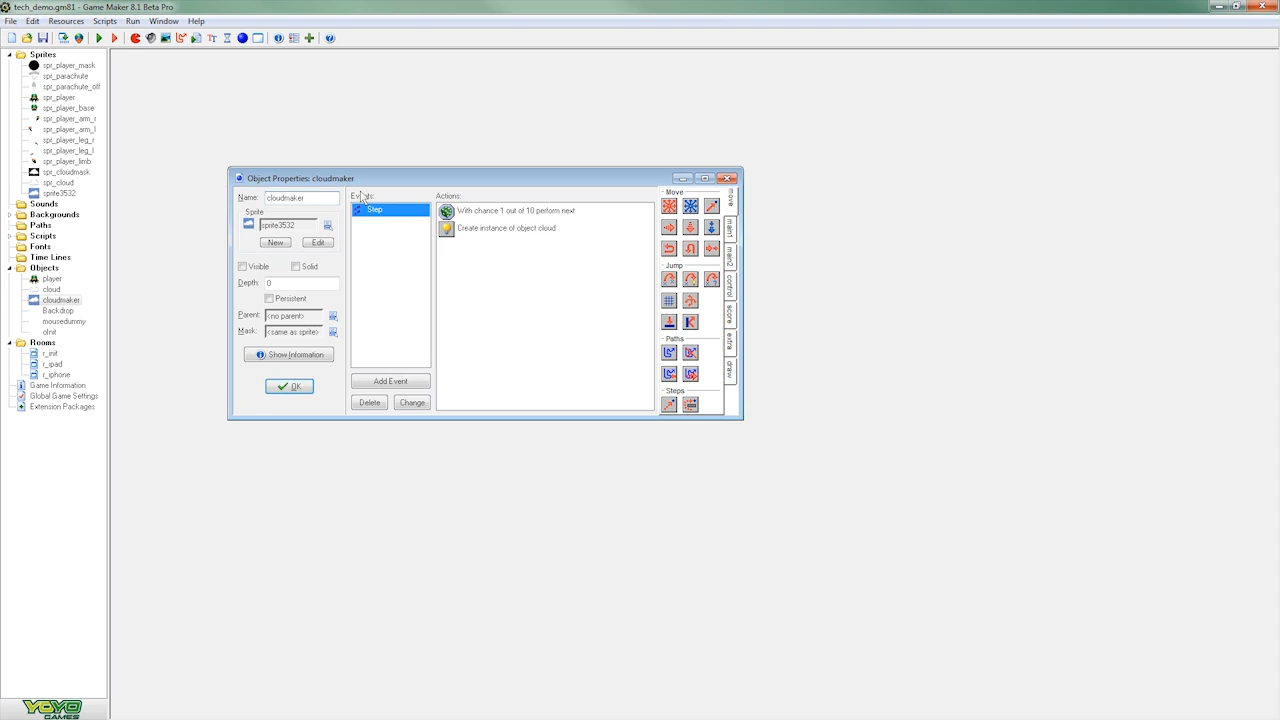 tech_demo.gm81 - Game Maker 8.1 Beta Pro
File Edit Resources Scripts Run Window Help
Sprites
spr_player_mask
spr_parachute
spr_parachute_off
spr_player
spr_player_base
spr_player_arm_r
spr_player_arm_l
spr_player_leg_r
spr_player_leg_l
spr_player_limb
spr_cloudmask
spr_cloud
sprite3532
Sounds
Backgrounds
Paths
Scripts
Fonts
Time Lines
Objects
player
cloud
cloudmaker
Backdrop
mousedummy
oInit
Rooms
r_init
r_ipad
r_iphone
Game Information
Global Game Settings
Extension Packages
YOYO
GAMES
Object Properties: cloudmaker
Name: cloudmaker
Sprite
sprite3532
New Edit
Visible Solid
Depth: 0
Persistent
Parent: <no parent>
Mask: <same as sprite>
Show Information
OK
Events:
Step
Add Event
Delete Change
Actions:
With chance 1 out of 10 perform next
Create instance of object cloud
Move
Jump
Paths
Steps
move
main1
main2
control
score
extra
draw